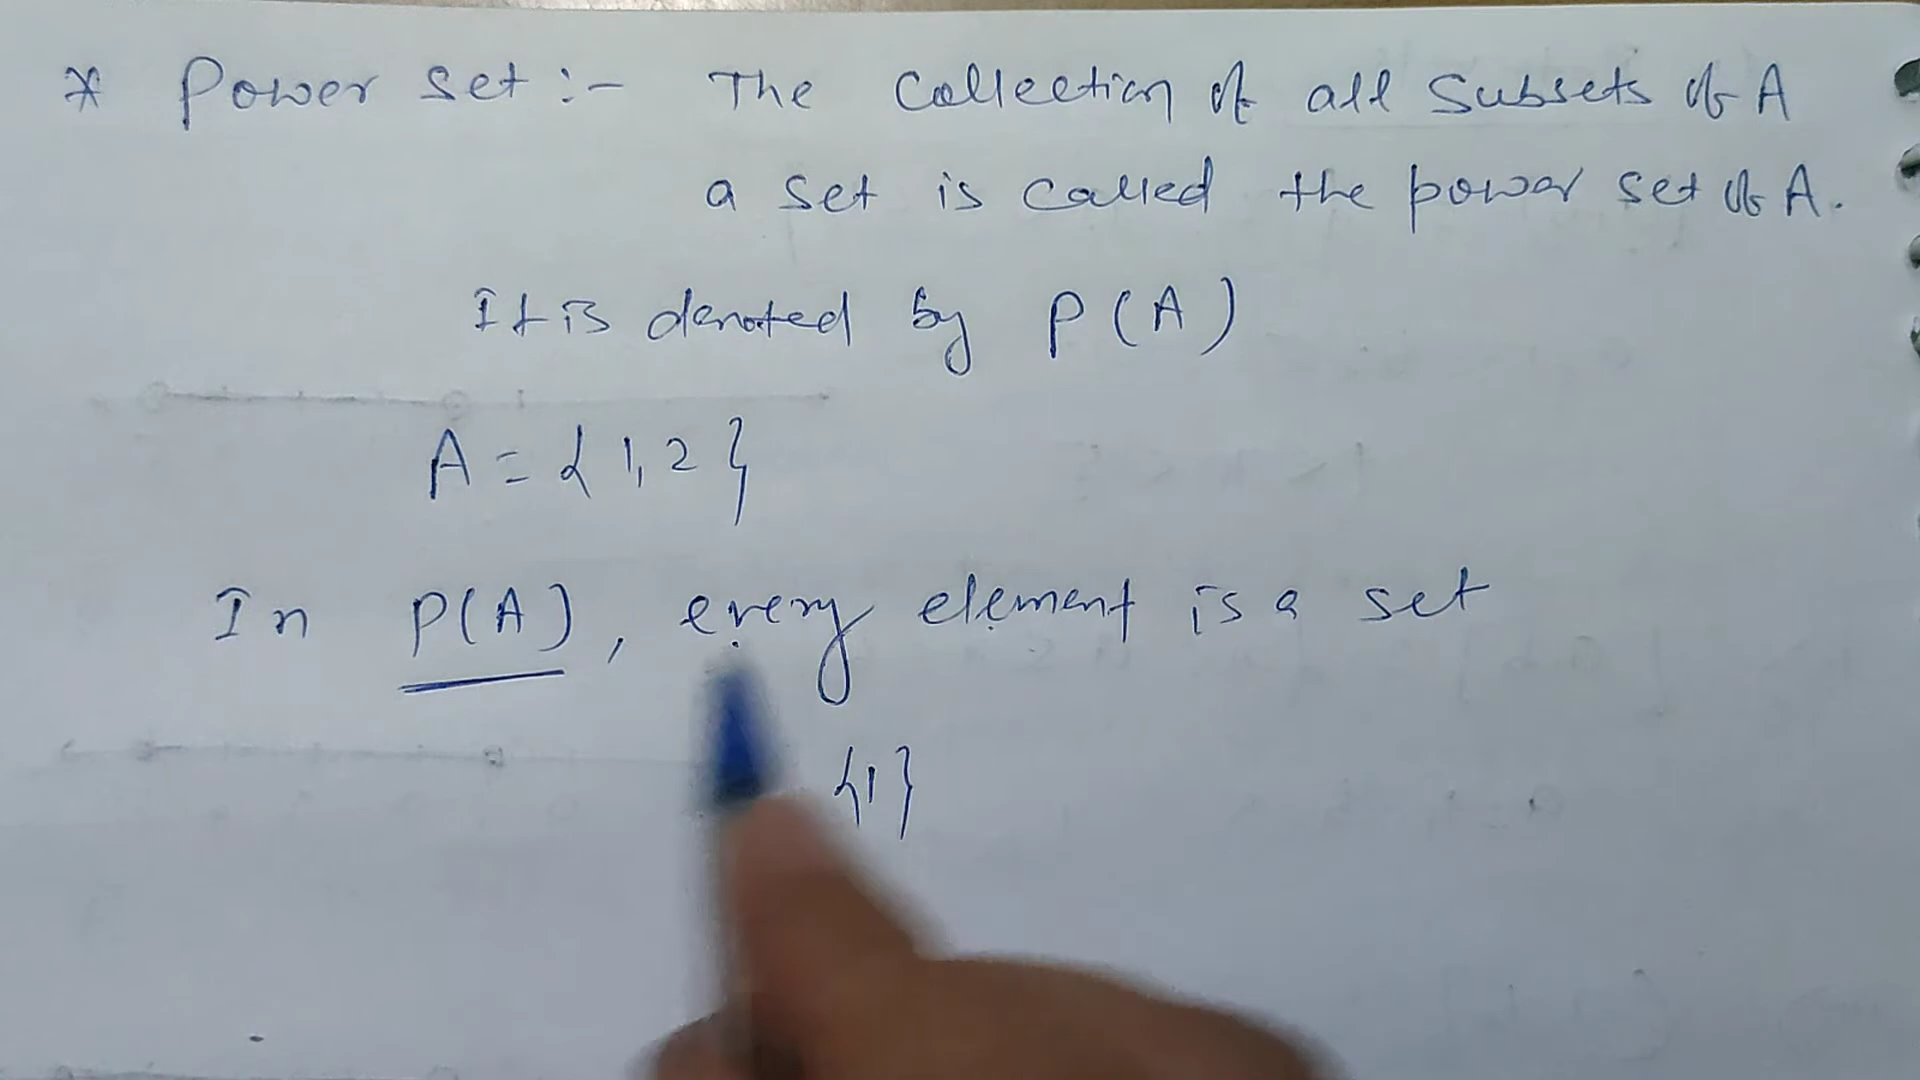 * Power set :- The Collection of all Subsets of A
a set is called the power set of A.
It is denoted by P(A)
A = { 1, 2 }
In P(A), every element is a set
{1}